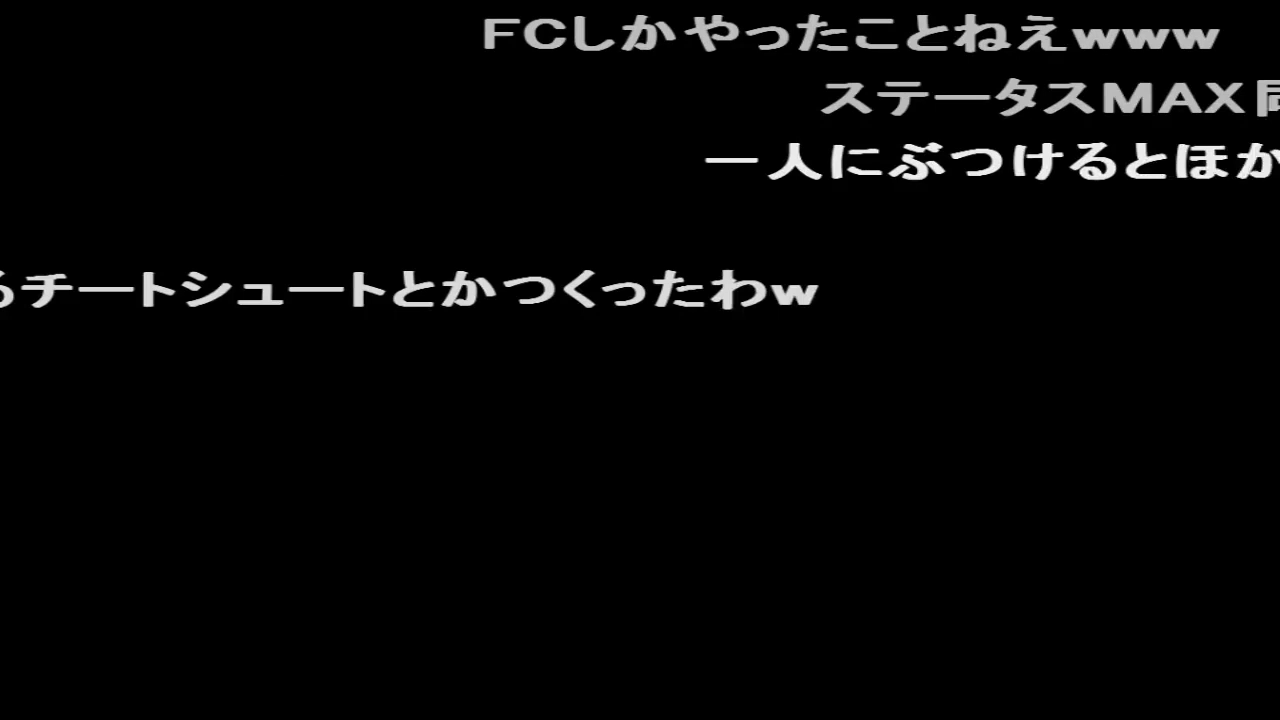 FCしかやったことねえwww
ステータスMAX同
一人にぶつけるとほか
るチートシュートとかつくったわw